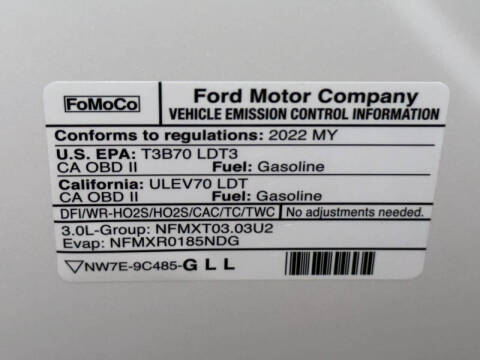 FoMoCo
Ford Motor Company
VEHICLE EMISSION CONTROL INFORMATION
Conforms to regulations: 2022 MY
U.S. EPA: T3B70 LDT3
CA OBD II Fuel: Gasoline
California: ULEV70 LDT
CA OBD II Fuel: Gasoline
DFI/WR-HO2S/HO2S/CAC/TC/TWC No adjustments needed.
3.0L-Group: NFMXT03.03U2
Evap: NFMXR0185NDG
NW7E-9C485-GLL